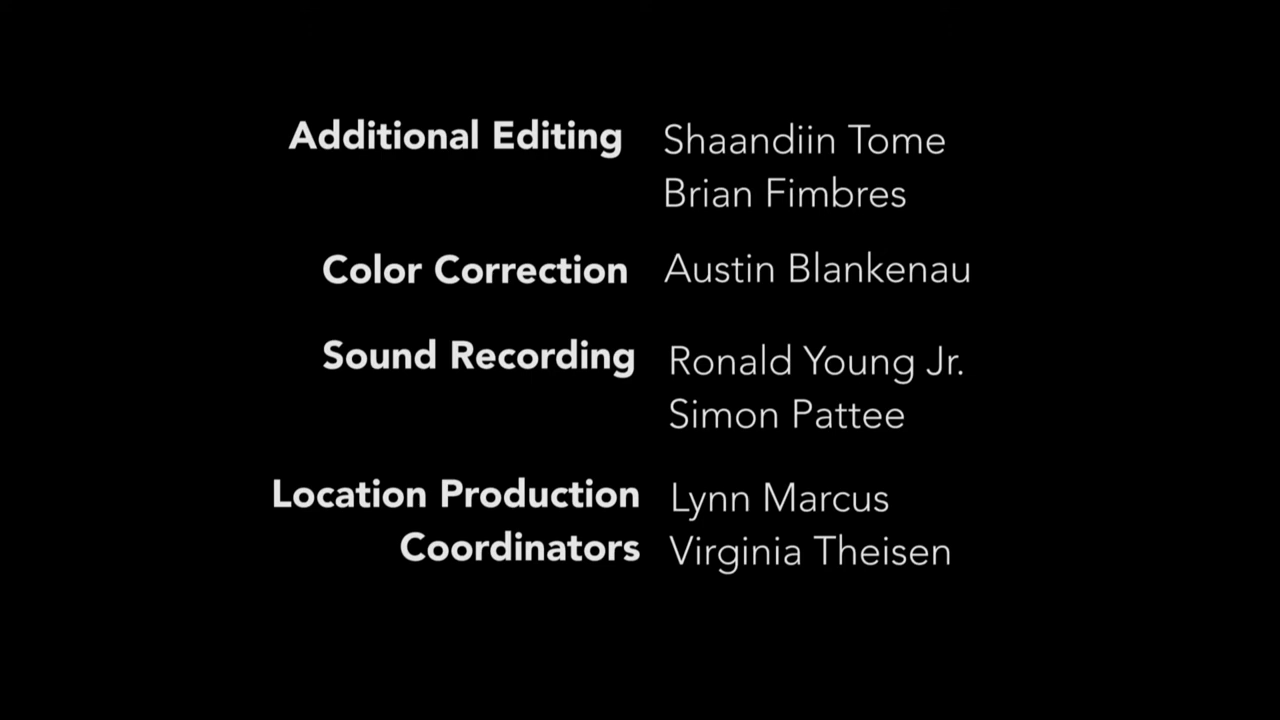 Additional Editing Shaandiin Tome
Brian Fimbres
Color Correction Austin Blankenau
Sound Recording Ronald Young Jr.
Simon Pattee
Location Production Lynn Marcus
Coordinators Virginia Theisen